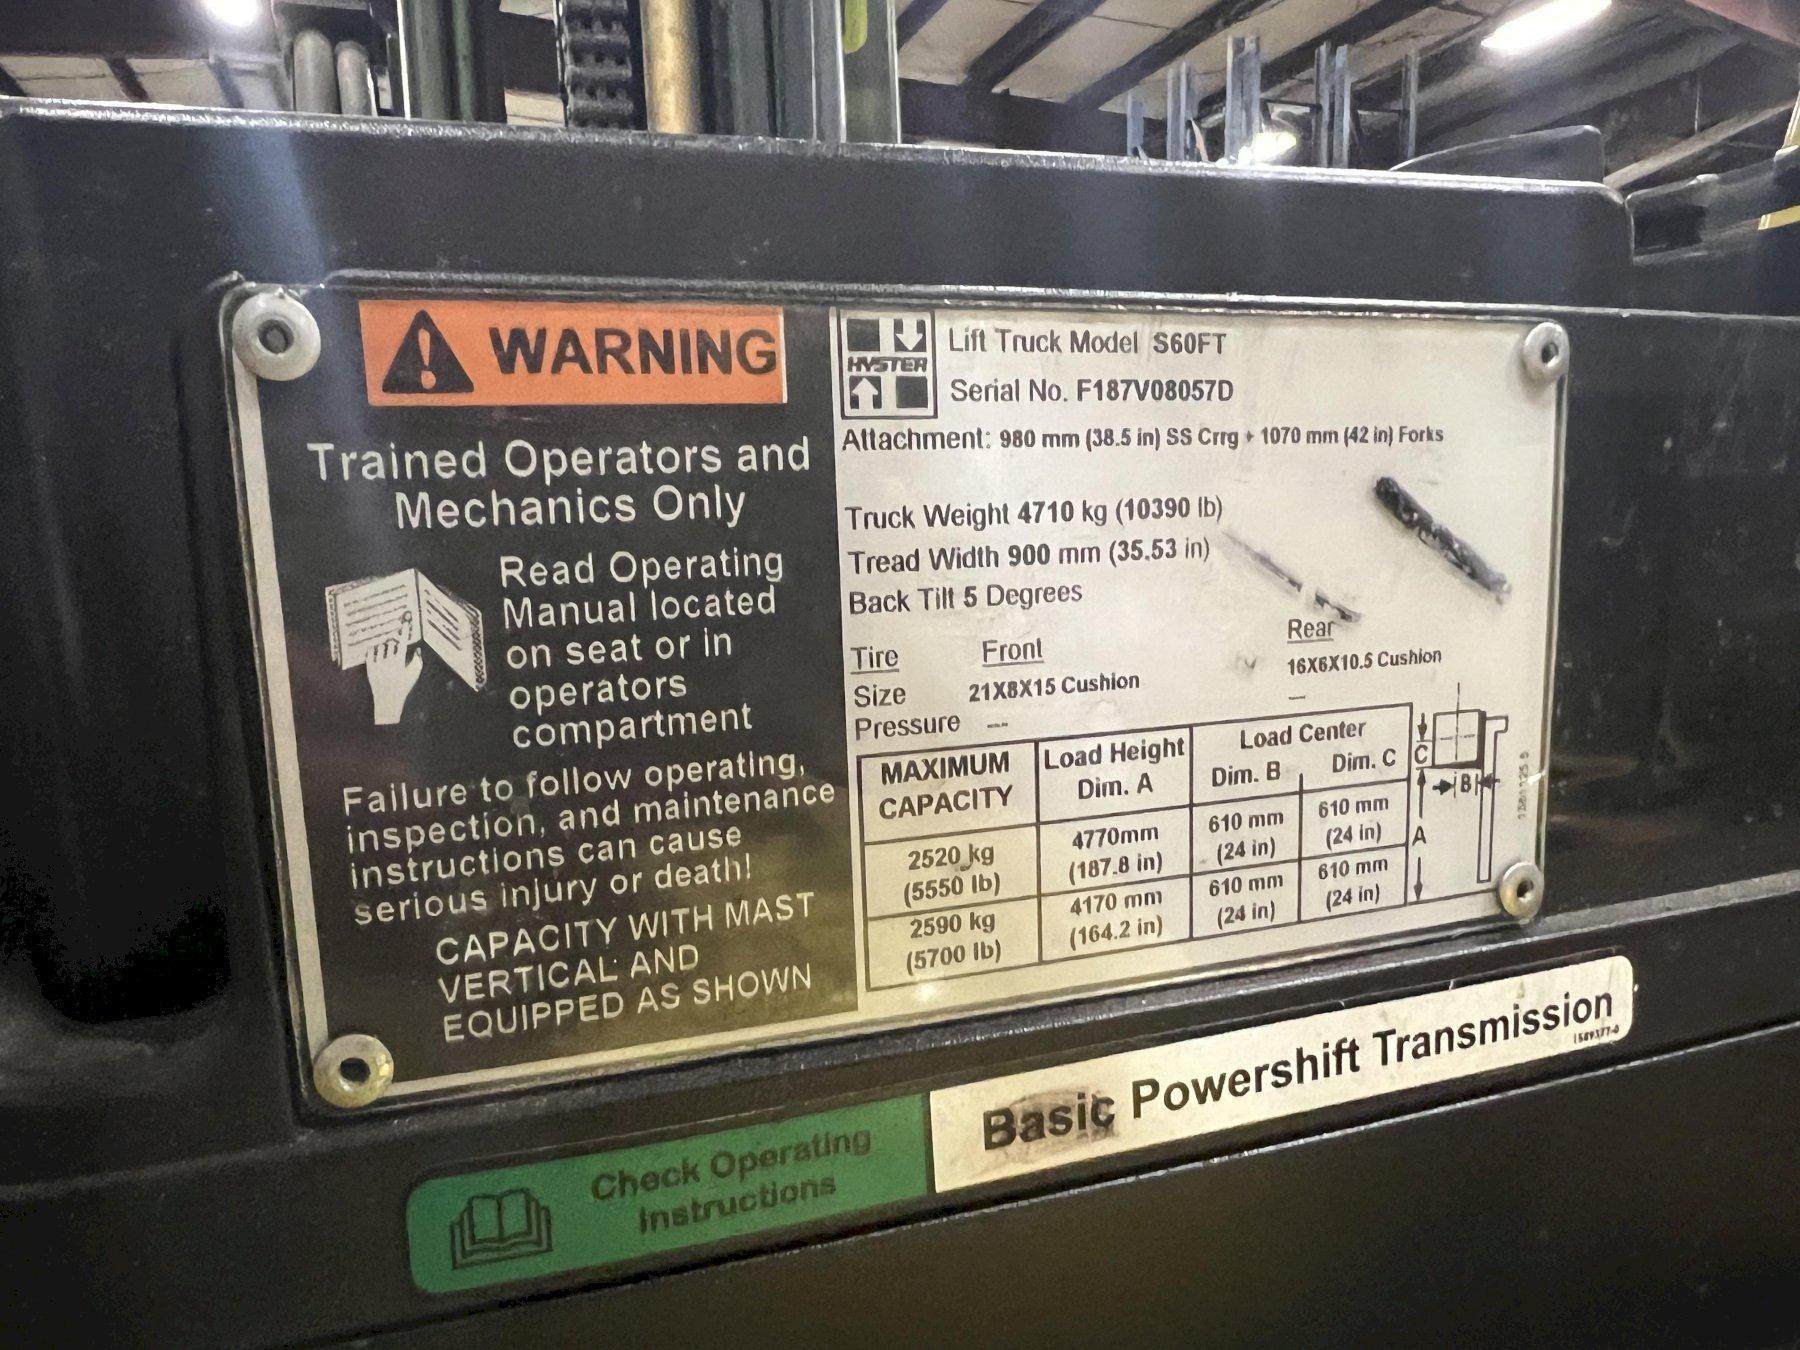 WARNING
Trained Operators and
Mechanics Only
Read Operating
Manual located
on seat or in
operators
compartment
Failure to follow operating,
inspection, and maintenance
instructions can cause
serious injury or death!
CAPACITY WITH MAST
VERTICAL AND
EQUIPPED AS SHOWN
HYSTER
Lift Truck Model S60FT
Serial No. F187V08057D
Attachment: 980 mm (38.5 in) SS Crrg + 1070 mm (42 in) Forks
Truck Weight 4710 kg (10390 lb)
Tread Width 900 mm (35.53 in)
Back Tilt 5 Degrees
Tire Front Rear
Size 21X8X15 Cushion 16X6X10.5 Cushion
Pressure — —
MAXIMUM CAPACITY Load Height Dim. A Load Center Dim. B Dim. C
2520 kg (5550 lb) 4770mm (187.8 in) 610 mm (24 in) 610 mm (24 in)
2590 kg (5700 lb) 4170 mm (164.2 in) 610 mm (24 in) 610 mm (24 in)
C
B
A
Check Operating
Instructions
Basic Powershift Transmission